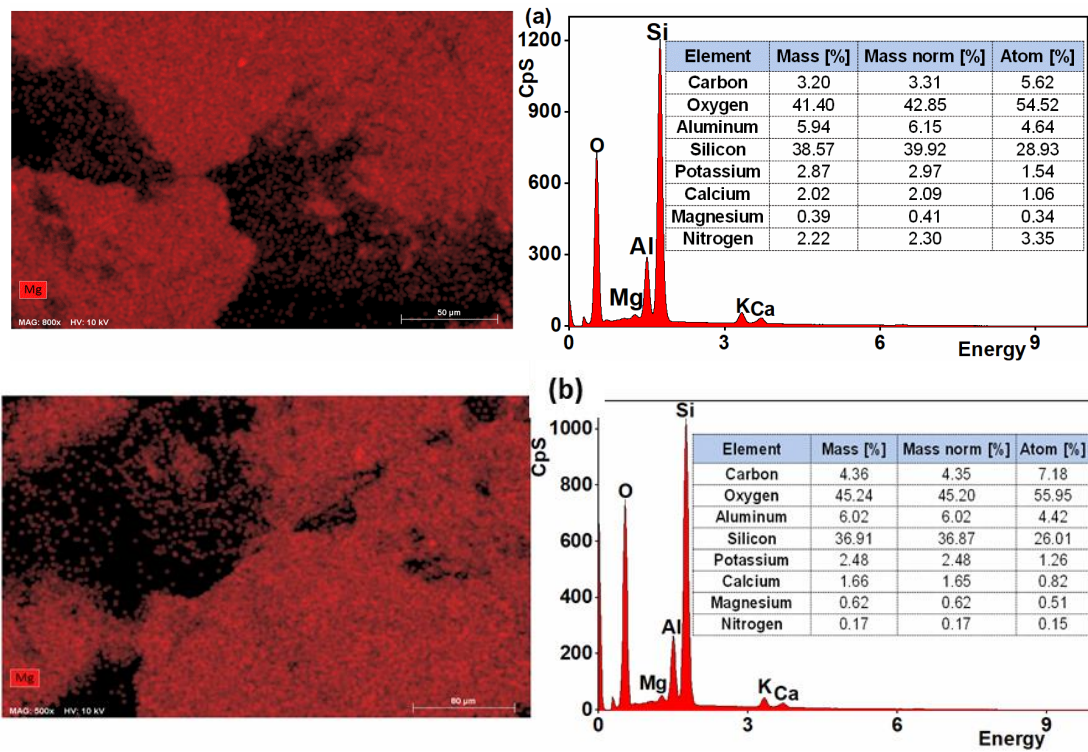 (a)
Mg
MAG: 800x HV: 10 kV
50 µm
CpS
1200
900
600
300
0
O
Mg
Al
Si
K
Ca
0 3 6 9
Energy
Element Mass [%] Mass norm [%] Atom [%]
Carbon 3.20 3.31 5.62
Oxygen 41.40 42.85 54.52
Aluminum 5.94 6.15 4.64
Silicon 38.57 39.92 28.93
Potassium 2.87 2.97 1.54
Calcium 2.02 2.09 1.06
Magnesium 0.39 0.41 0.34
Nitrogen 2.22 2.30 3.35
(b)
Mg
MAG: 500x HV: 10 kV
80 µm
CpS
1000
800
600
400
200
0
O
Mg
Al
Si
K
Ca
0 3 6 9
Energy
Element Mass [%] Mass norm [%] Atom [%]
Carbon 4.36 4.35 7.18
Oxygen 45.24 45.20 55.95
Aluminum 6.02 6.02 4.42
Silicon 36.91 36.87 26.01
Potassium 2.48 2.48 1.26
Calcium 1.66 1.65 0.82
Magnesium 0.62 0.62 0.51
Nitrogen 0.17 0.17 0.15